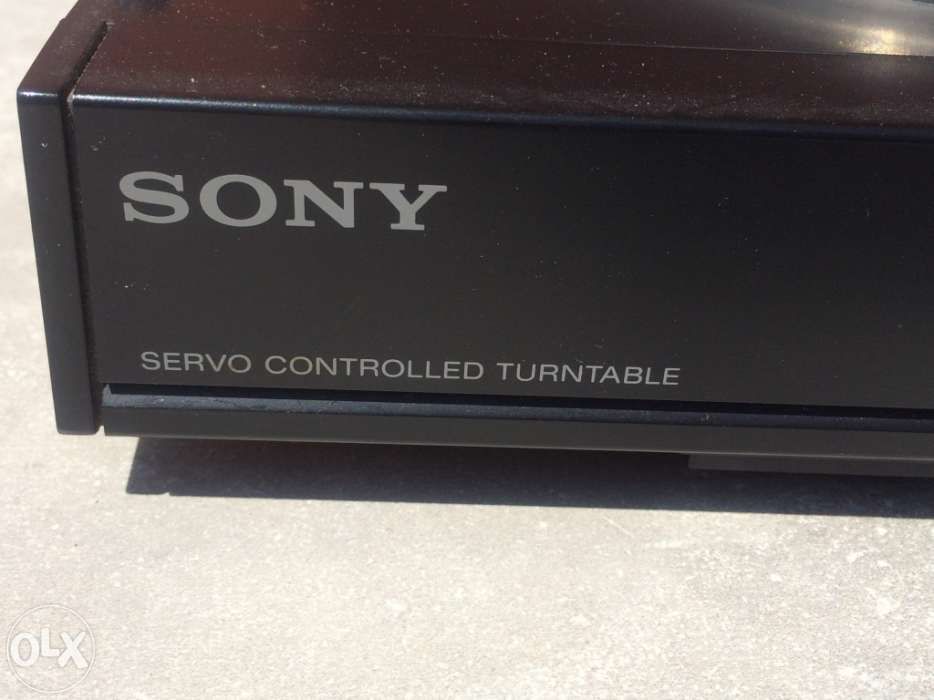 SONY
SERVO CONTROLLED TURNTABLE
OLX